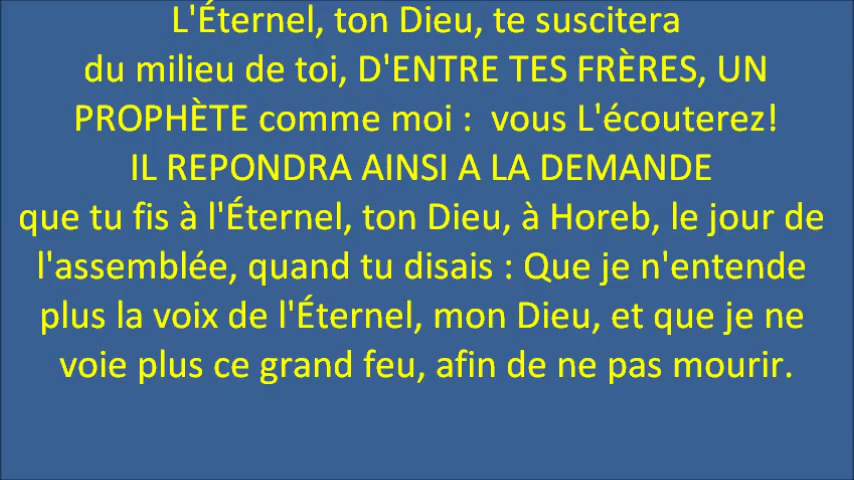 L'Éternel, ton Dieu, te suscitera
du milieu de toi, D'ENTRE TES FRÈRES, UN
PROPHÈTE comme moi :  vous L'écouterez!
IL REPONDRA AINSI A LA DEMANDE
que tu fis à l'Éternel, ton Dieu, à Horeb, le jour de
l'assemblée, quand tu disais : Que je n'entende
plus la voix de l'Éternel, mon Dieu, et que je ne
voie plus ce grand feu, afin de ne pas mourir.